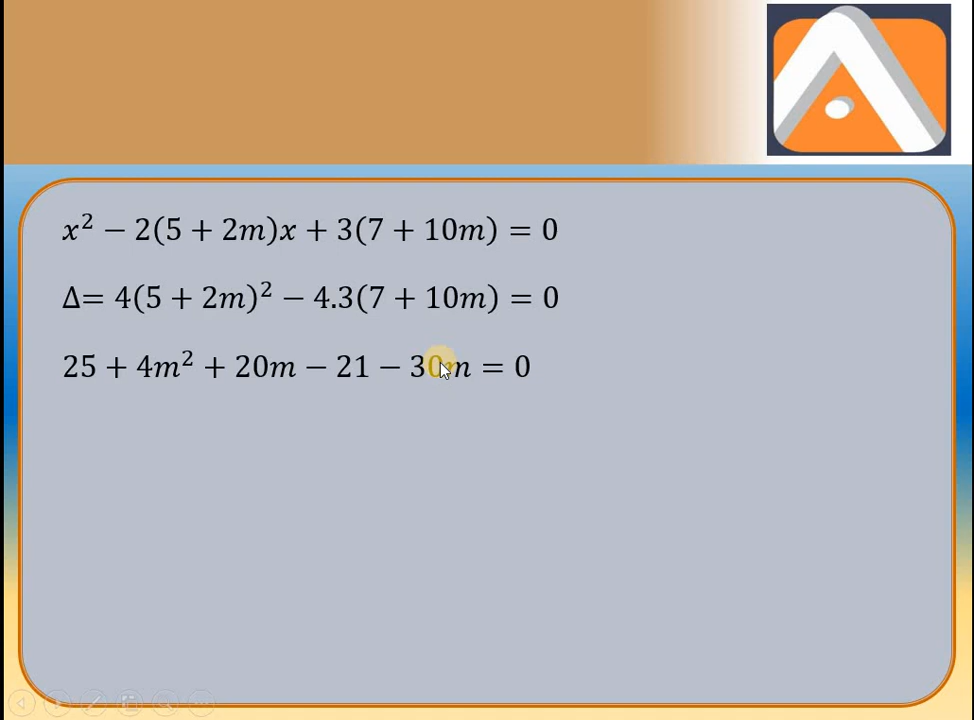 x² − 2(5 + 2m)x + 3(7 + 10m) = 0
Δ= 4(5 + 2m)² − 4.3(7 + 10m) = 0
25 + 4m² + 20m − 21 − 30m = 0